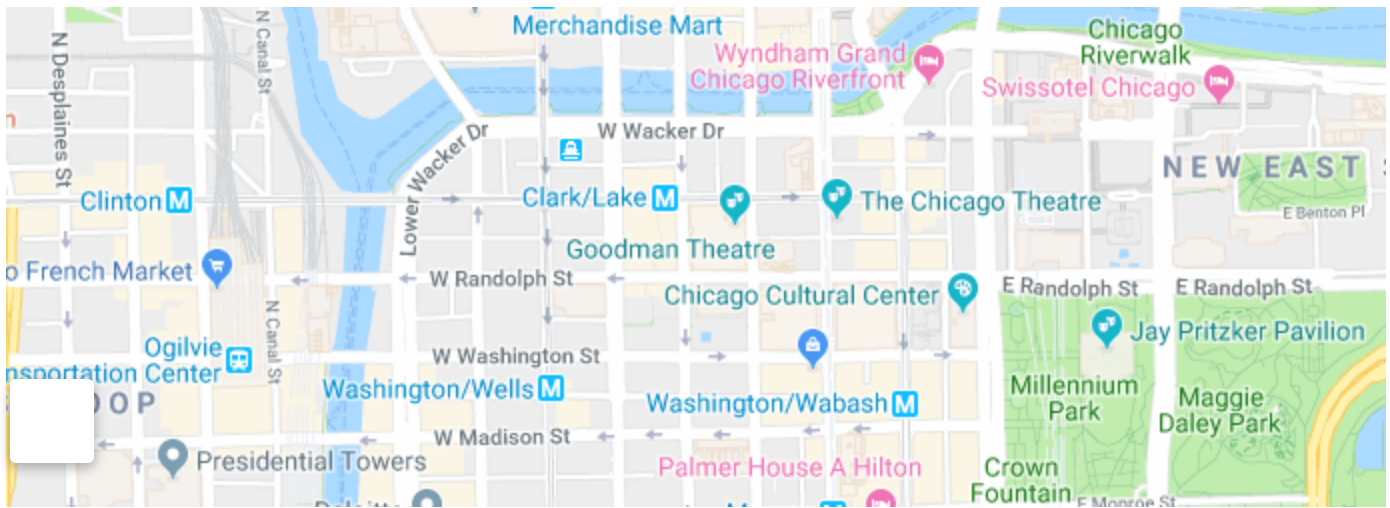 Merchandise Mart
Chicago
Riverwalk
Wyndham Grand
Chicago Riverfront
Swissotel Chicago
N Desplaines St
N Canal St
W Wacker Dr
Lower Wacker Dr
NEW EAST
Clinton M
Clark/Lake M
The Chicago Theatre
E Benton Pl
Goodman Theatre
o French Market
W Randolph St
Chicago Cultural Center
E Randolph St
E Randolph St
N Canal St
Jay Pritzker Pavilion
Ogilvie
nsportation Center
W Washington St
Washington/Wells M
Washington/Wabash M
Millennium
Park
Maggie
Daley Park
OOP
W Madison St
Presidential Towers
Palmer House A Hilton
Crown
Fountain
E Monroe St